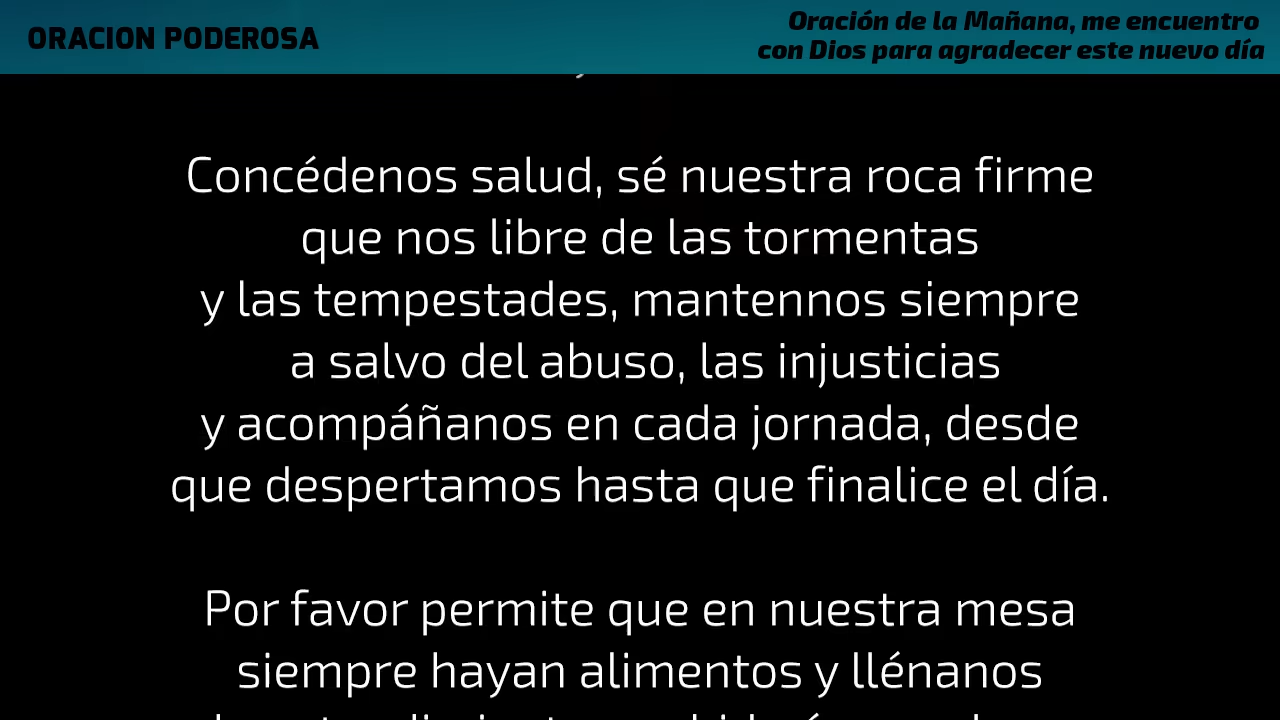 ORACION PODEROSA
Oración de la Mañana, me encuentro
con Dios para agradecer este nuevo día
Concédenos salud, sé nuestra roca firme
que nos libre de las tormentas
y las tempestades, mantennos siempre
a salvo del abuso, las injusticias
y acompáñanos en cada jornada, desde
que despertamos hasta que finalice el día.
Por favor permite que en nuestra mesa
siempre hayan alimentos y llénanos